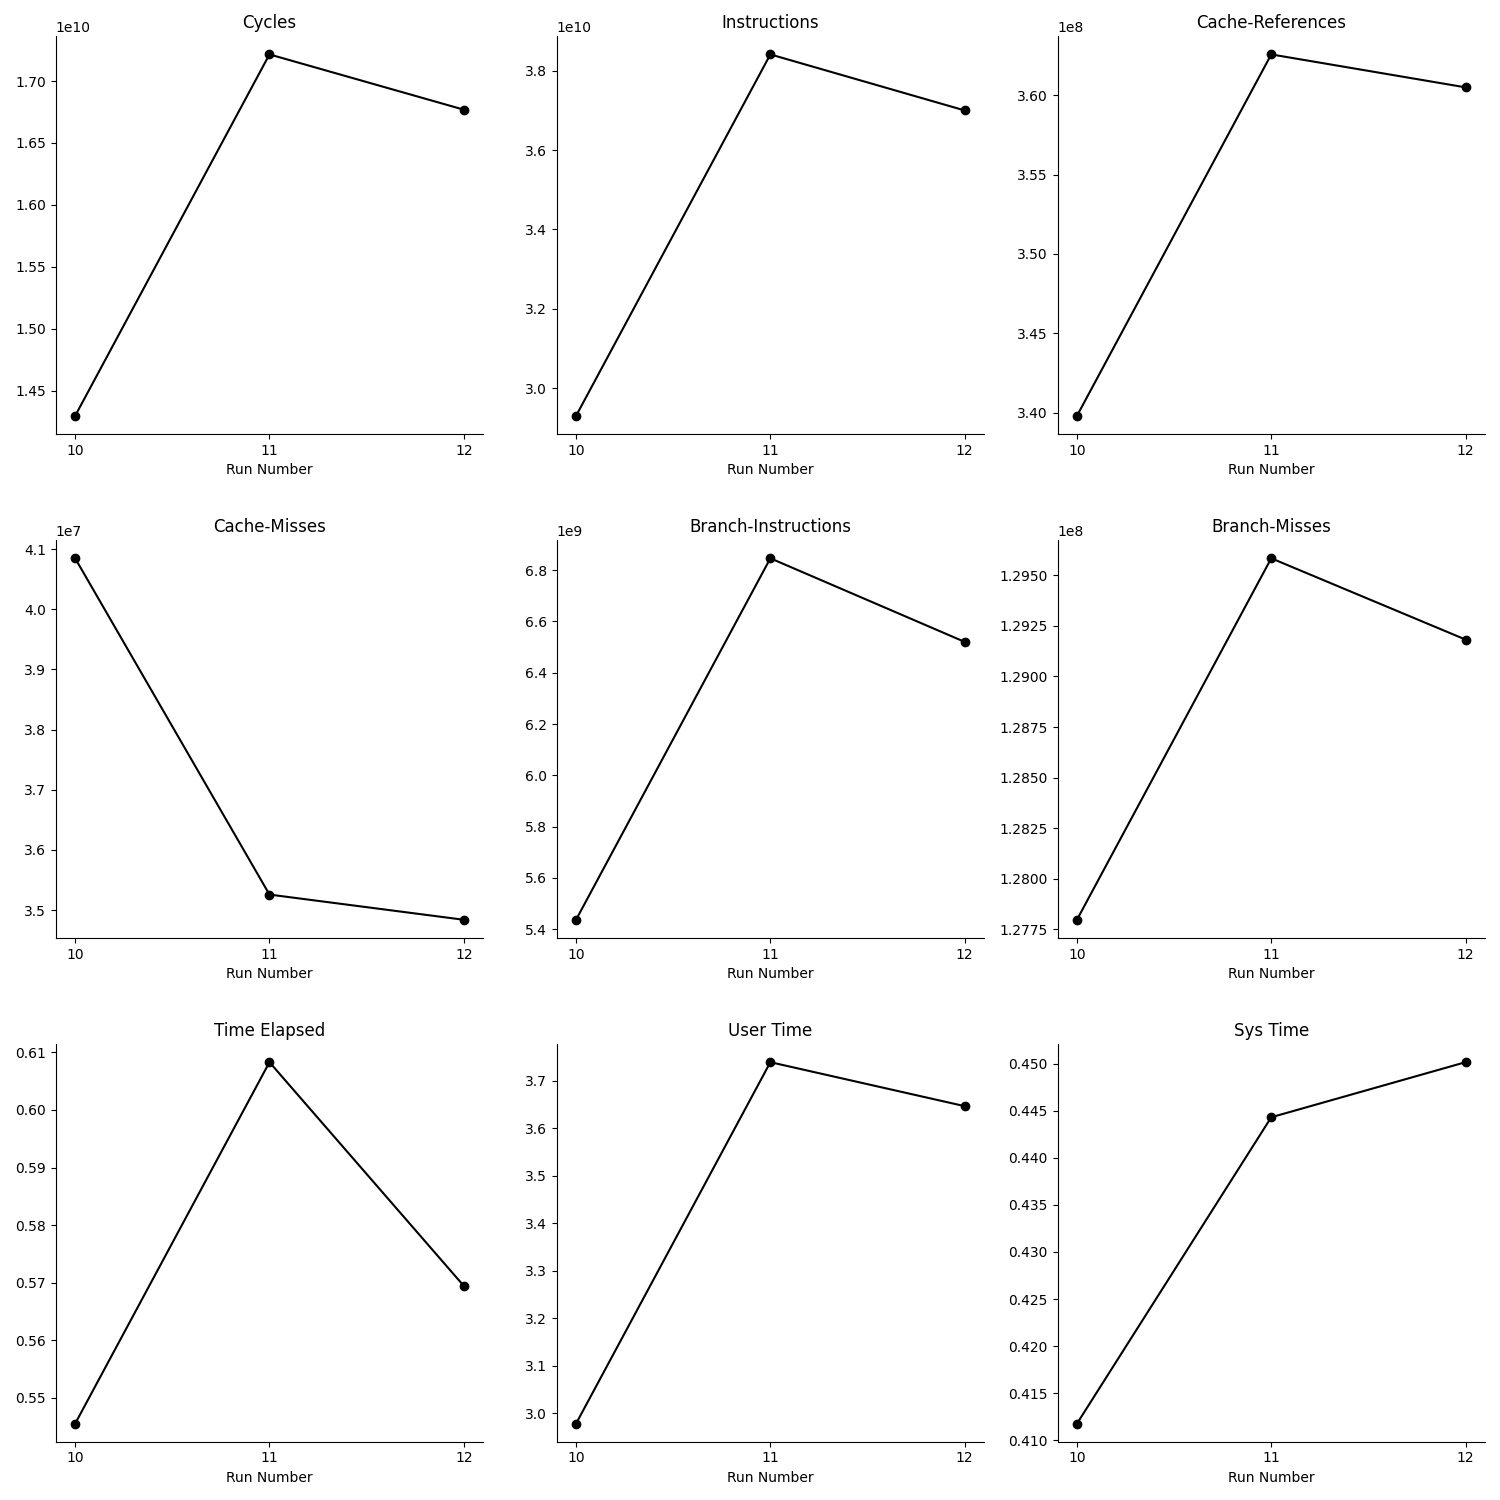 Cycles
1e10
1.70
1.65
1.60
1.55
1.50
1.45
10 11 12
Run Number
Instructions
1e10
3.8
3.6
3.4
3.2
3.0
10 11 12
Run Number
Cache-References
1e8
3.60
3.55
3.50
3.45
3.40
10 11 12
Run Number
Cache-Misses
1e7
4.1
4.0
3.9
3.8
3.7
3.6
3.5
10 11 12
Run Number
Branch-Instructions
1e9
6.8
6.6
6.4
6.2
6.0
5.8
5.6
5.4
10 11 12
Run Number
Branch-Misses
1e8
1.2950
1.2925
1.2900
1.2875
1.2850
1.2825
1.2800
1.2775
10 11 12
Run Number
Time Elapsed
0.61
0.60
0.59
0.58
0.57
0.56
0.55
10 11 12
Run Number
User Time
3.7
3.6
3.5
3.4
3.3
3.2
3.1
3.0
10 11 12
Run Number
Sys Time
0.450
0.445
0.440
0.435
0.430
0.425
0.420
0.415
0.410
10 11 12
Run Number